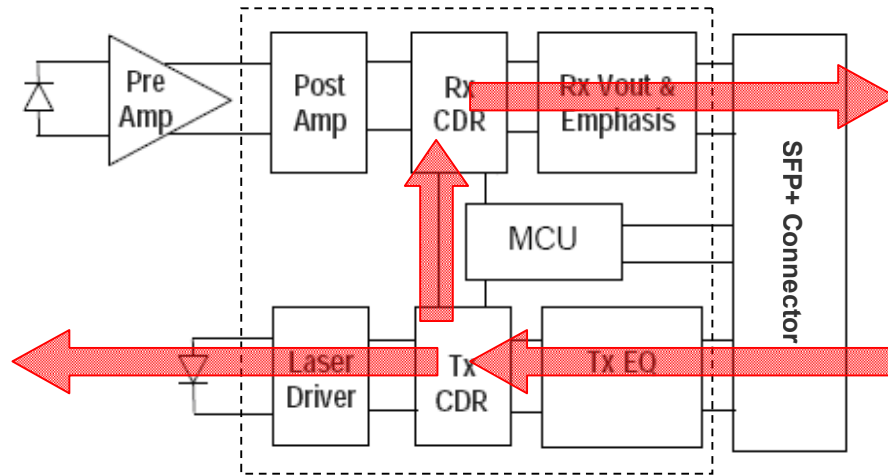 Pre
Amp
Post
Amp
Rx
CDR
Rx Vout &
Emphasis
SFP+ Connector
MCU
Laser
Driver
Tx
CDR
Tx EQ